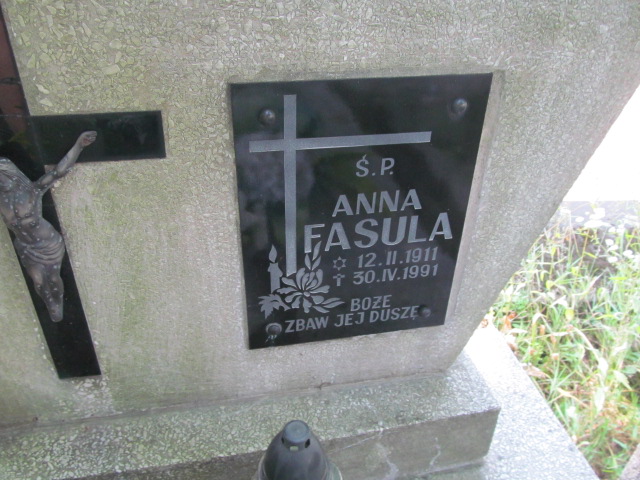 Ś.P.
ANNA
FASULA
12.II.1911
30.IV.1991
BOŻE
ZBAW JEJ DUSZĘ